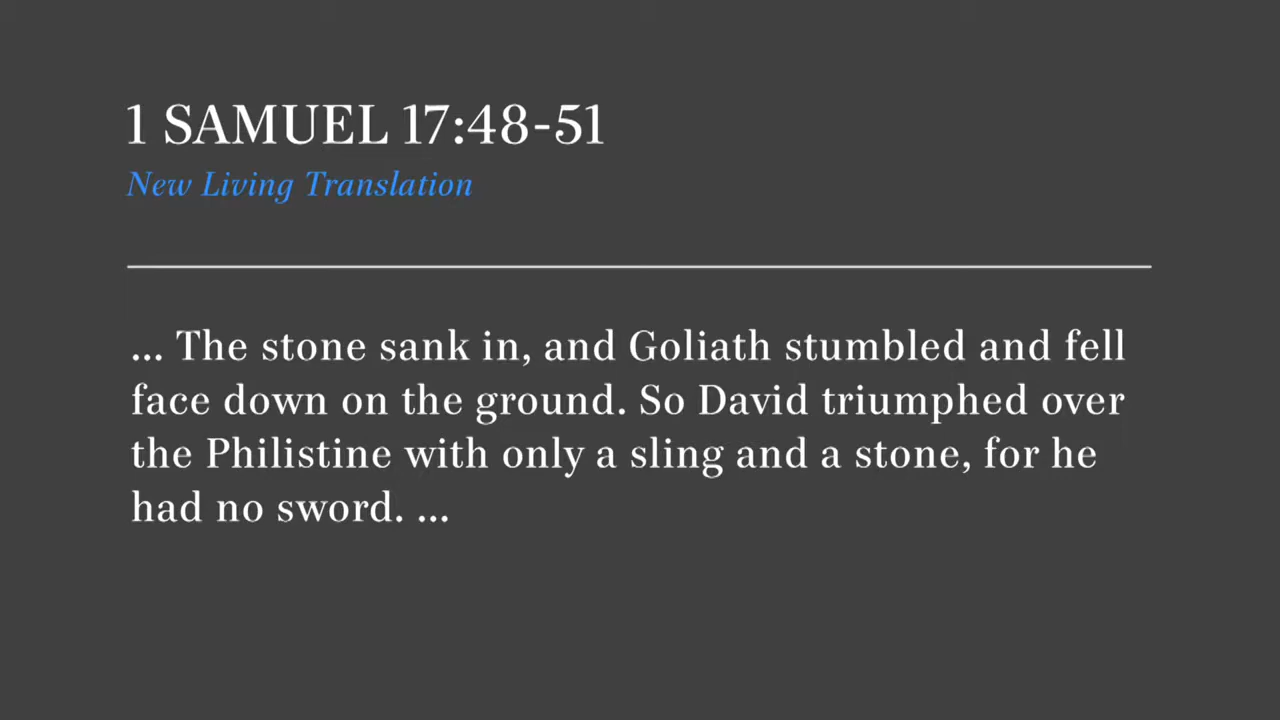 1 SAMUEL 17:48-51
New Living Translation
... The stone sank in, and Goliath stumbled and fell
face down on the ground. So David triumphed over
the Philistine with only a sling and a stone, for he
had no sword. ...